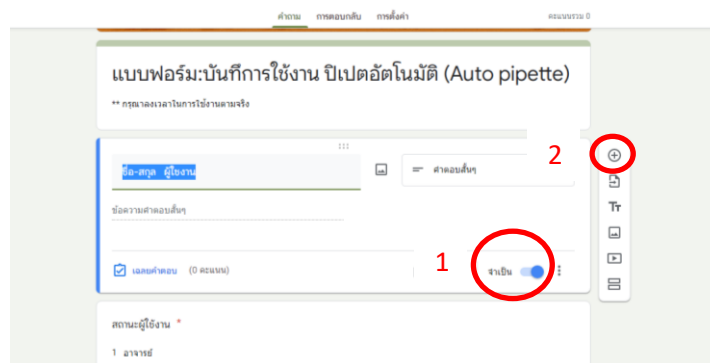 คำถาม การตอบกลับ การตั้งค่า คะแนนรวม 0
แบบฟอร์ม:บันทึกการใช้งาน ปิเปตอัตโนมัติ (Auto pipette)
** กรุณาลงเวลาในการใช้งานตามจริง
ชื่อ-สกุล ผู้ใช้งาน
คำตอบสั้นๆ
2
ข้อความคำตอบสั้นๆ
Tт
เฉลยคำตอบ (0 คะแนน)
1
จำเป็น
สถานะผู้ใช้งาน *
1 อาจารย์